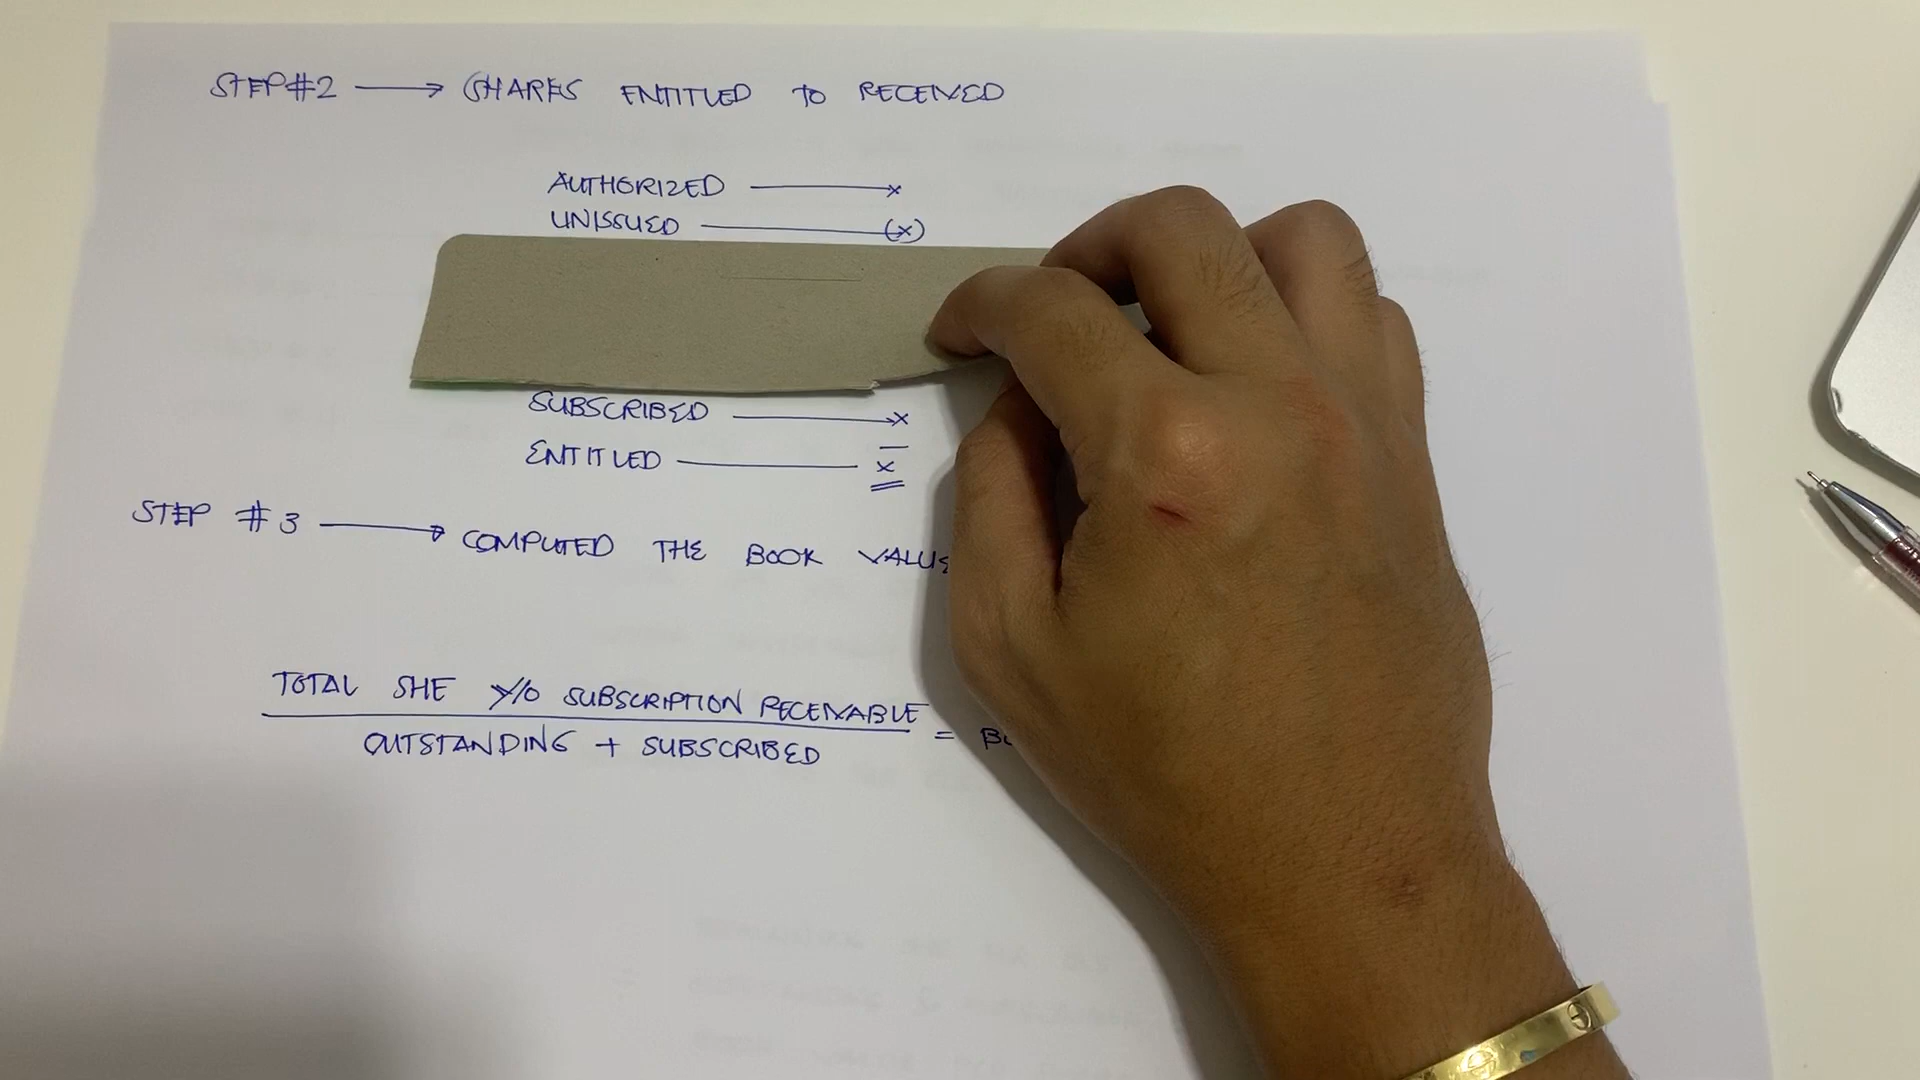 STEP #2 → SHARES ENTITLED TO RECEIVED
AUTHORIZED → x
UNISSUED → (x)
SUBSCRIBED → x
ENTITLED — x
STEP #3 → COMPUTED THE BOOK VALUE
TOTAL SHE Y/O SUBSCRIPTION RECEIVABLE
OUTSTANDING + SUBSCRIBED =